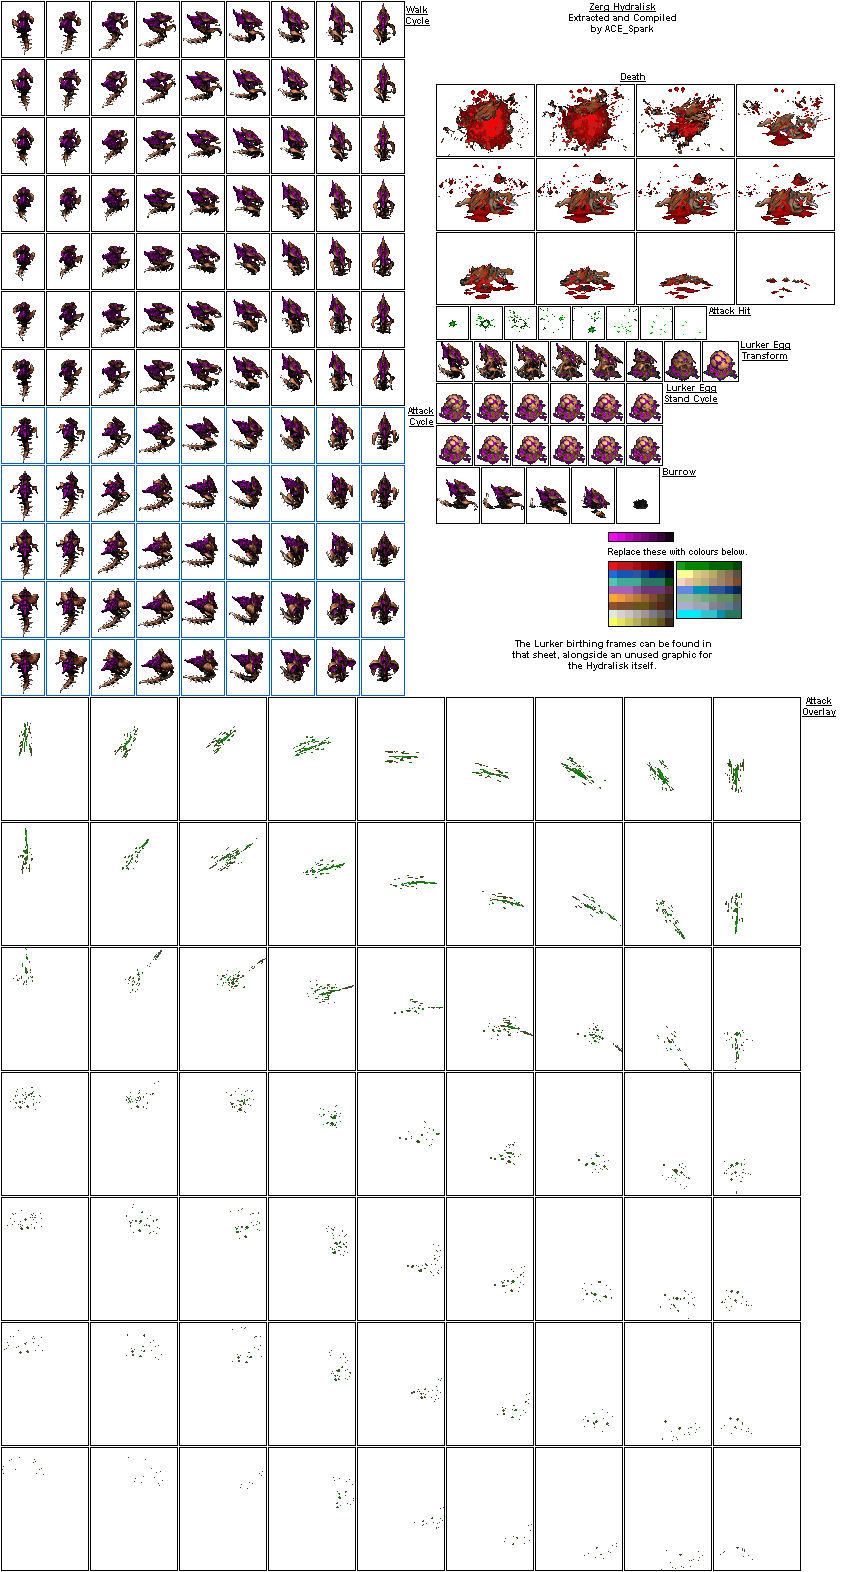 Zerg Hydralisk
Extracted and Compiled
by ACE_Spark
Walk
Cycle
Death
Attack Hit
Lurker Egg
Transform
Lurker Egg
Stand Cycle
Attack
Cycle
Burrow
Replace these with colours below.
The Lurker birthing frames can be found in
that sheet, alongside an unused graphic for
the Hydralisk itself.
Attack
Overlay